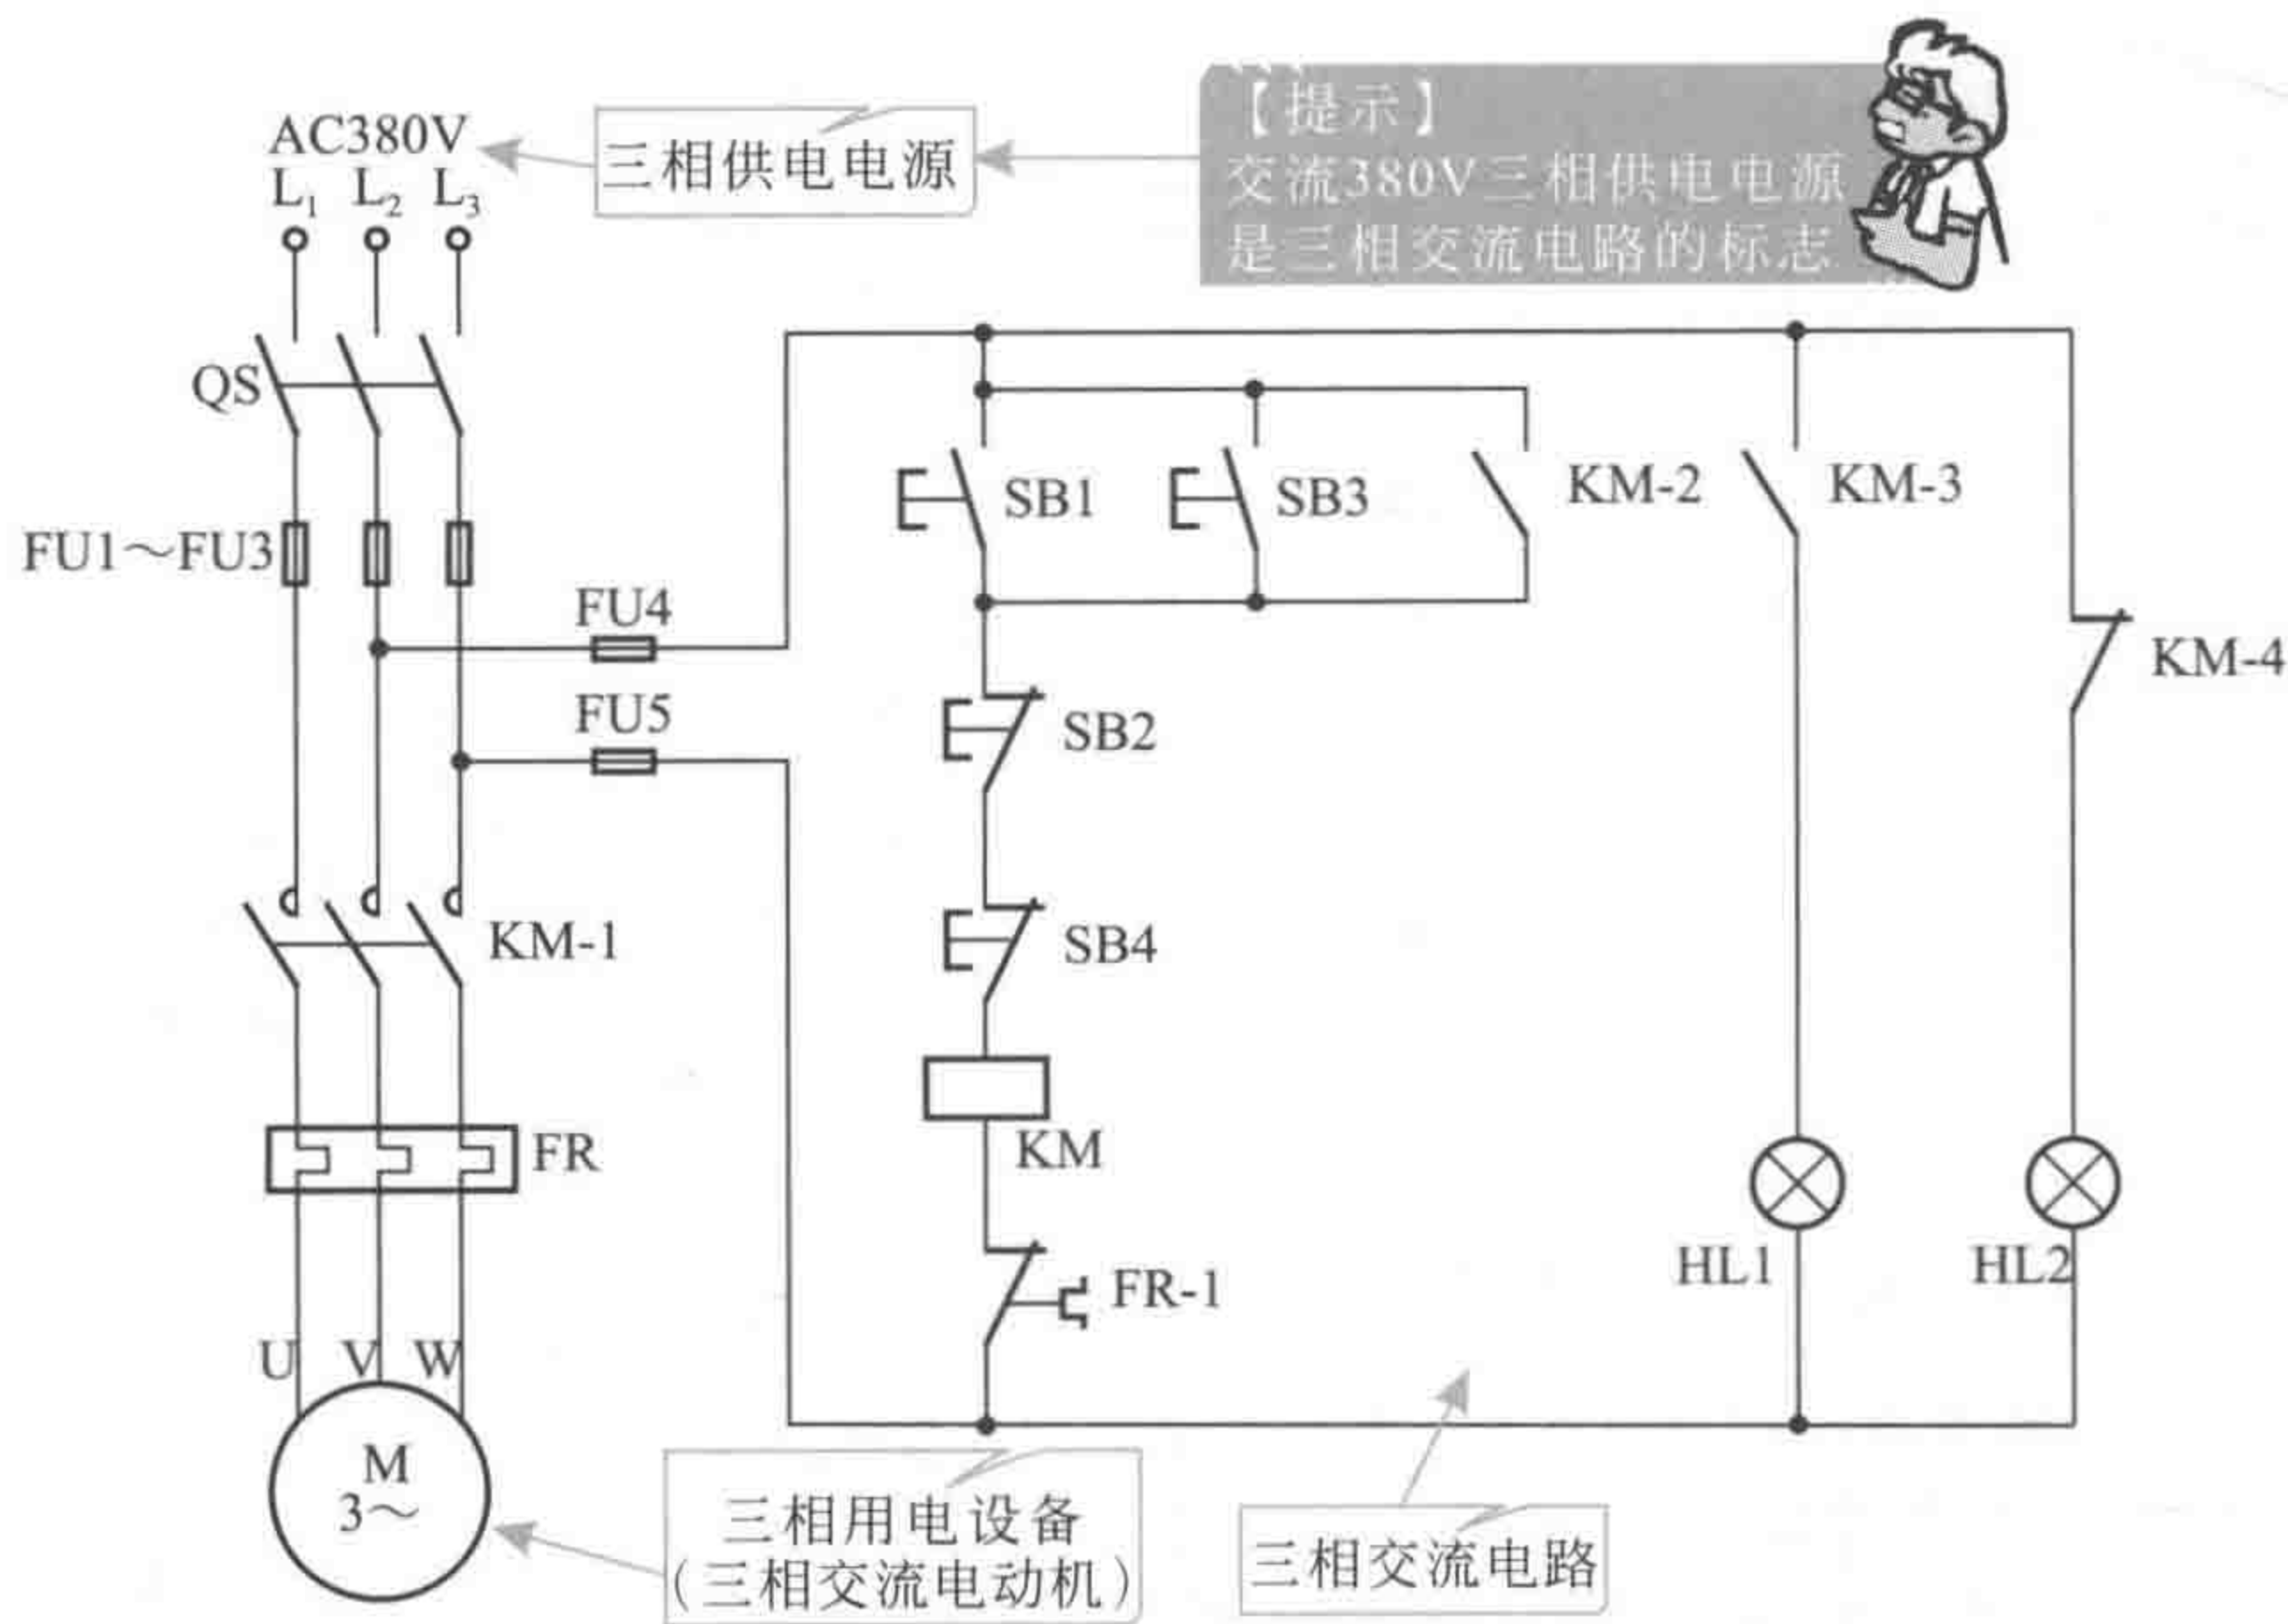 AC380V
L₁ L₂ L₃
三相供电电源
【提示】
交流380V三相供电电源
是三相交流电路的标志
QS
FU1～FU3
FU4
FU5
KM-1
FR
U V W
M
3～
SB1
SB3
KM-2
KM-3
KM-4
SB2
SB4
KM
FR-1
HL1
HL2
三相用电设备
(三相交流电动机)
三相交流电路